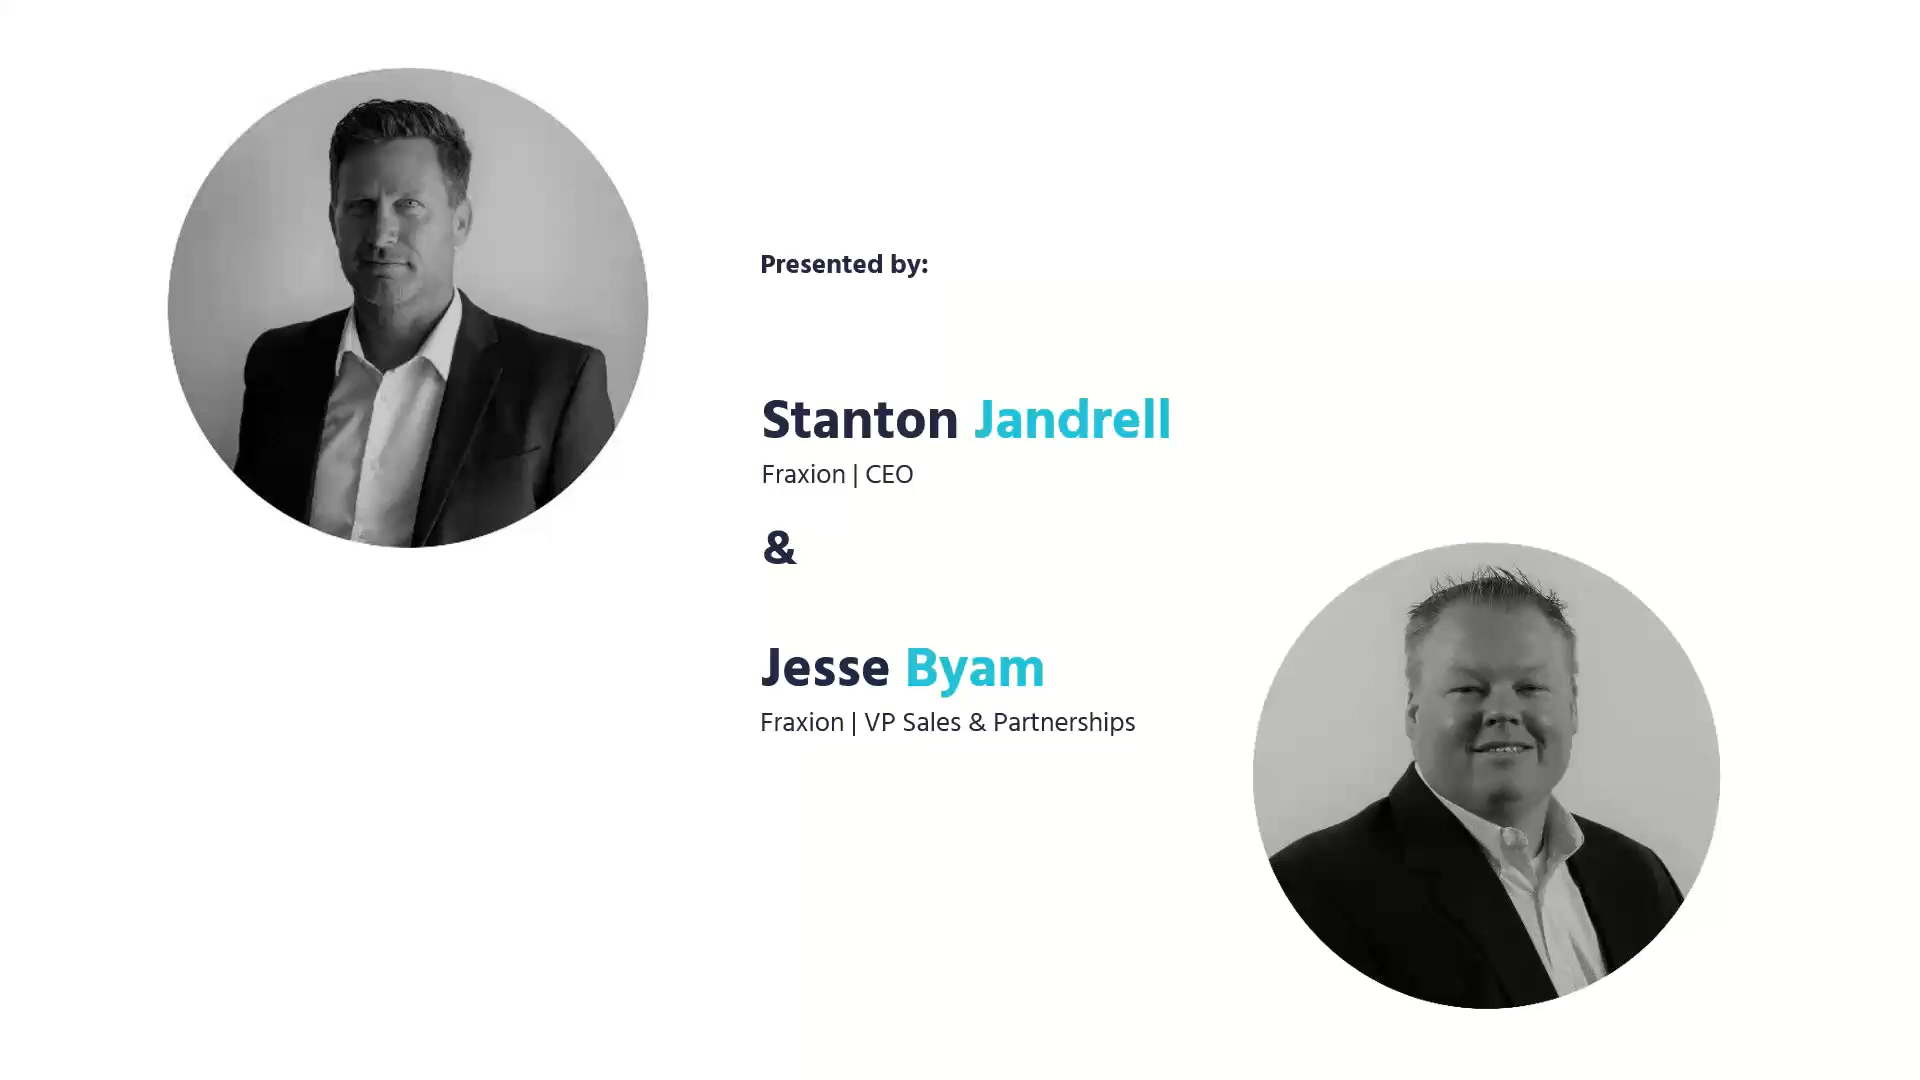 Presented by:
Stanton Jandrell
Fraxion | CEO
&
Jesse Byam
Fraxion | VP Sales & Partnerships